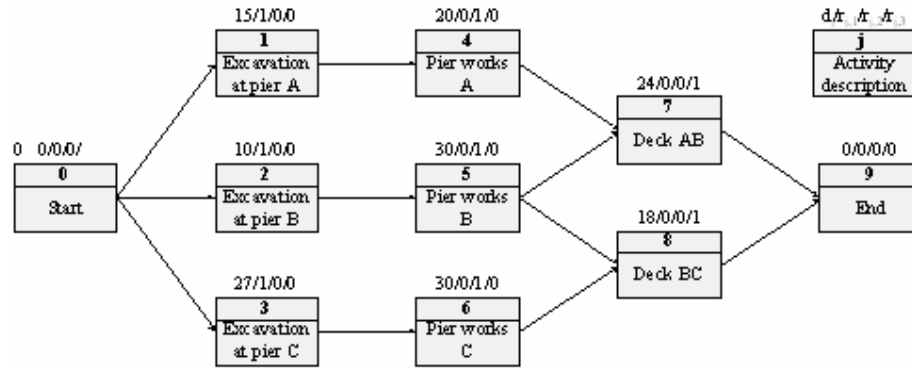 15/1/0/0
20/0/1/0
1
Excavation
at pier A
4
Pier works
A
j
Activity
description
24/0/0/1
7
Deck AB
0 0/0/0/
0
Start
10/1/0/0
2
Excavation
at pier B
30/0/1/0
5
Pier works
B
0/0/0/0
9
End
18/0/0/1
8
Deck BC
27/1/0/0
3
Excavation
at pier C
30/0/1/0
6
Pier works
C